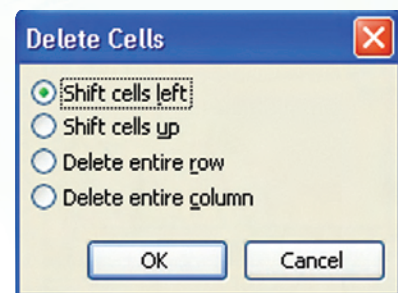 Delete Cells
Shift cells left
Shift cells up
Delete entire row
Delete entire column
OK Cancel